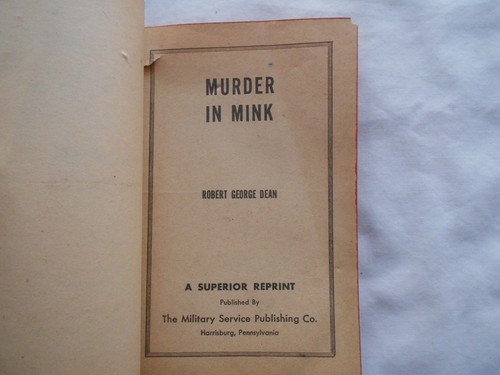 MURDER
IN MINK
ROBERT GEORGE DEAN
A SUPERIOR REPRINT
Published By
The Military Service Publishing Co.
Harrisburg, Pennsylvania